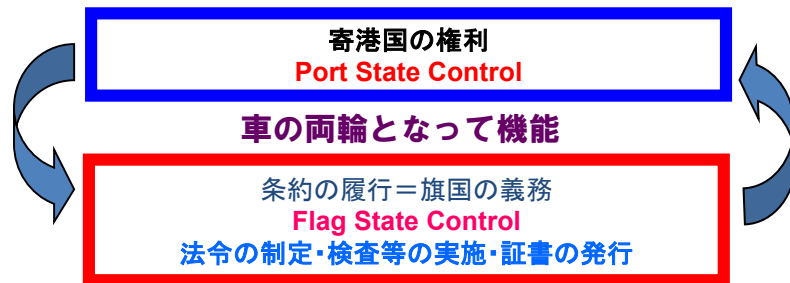 寄港国の権利
Port State Control
車の両輪となって機能
条約の履行＝旗国の義務
Flag State Control
法令の制定・検査等の実施・証書の発行